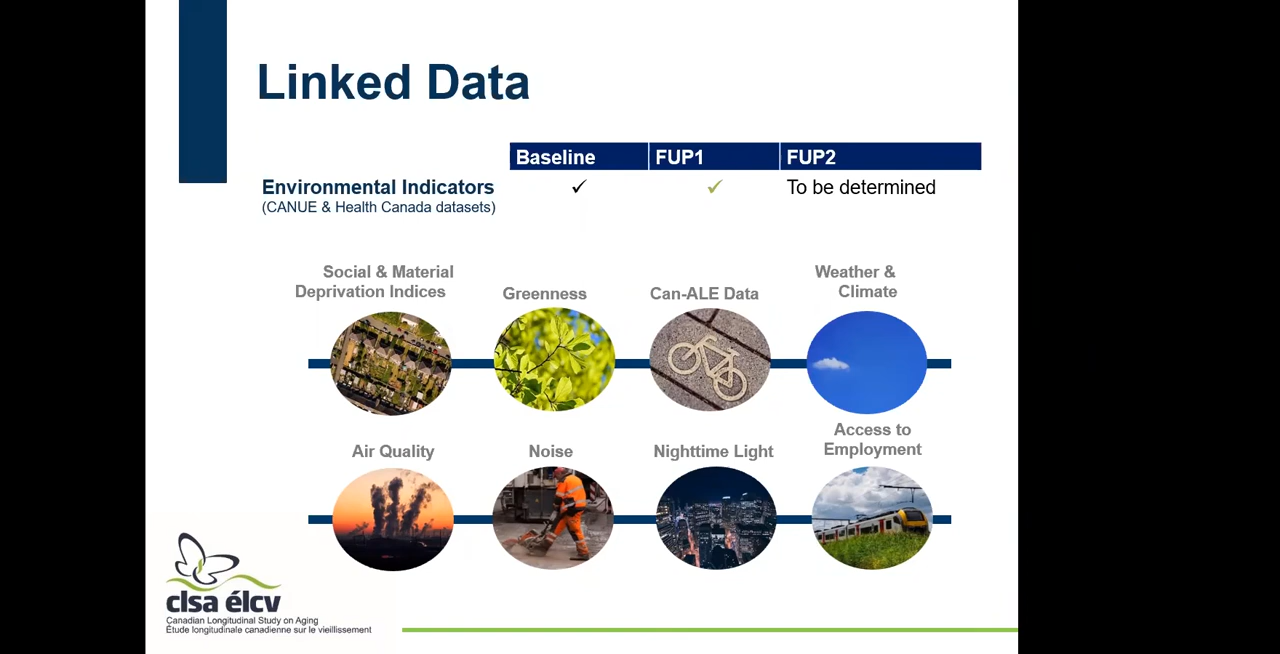 Linked Data
Baseline FUP1 FUP2
Environmental Indicators ✓ ✓ To be determined
(CANUE & Health Canada datasets)
Social & Material
Deprivation Indices
Greenness
Can-ALE Data
Weather &
Climate
Air Quality
Noise
Nighttime Light
Access to
Employment
clsa élcv
Canadian Longitudinal Study on Aging
Étude longitudinale canadienne sur le vieillissement